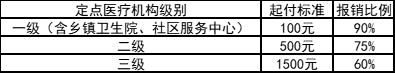 定点医疗机构级别 起付标准 报销比例
一级（含乡镇卫生院、社区服务中心） 100元 90%
二级 500元 75%
三级 1500元 60%